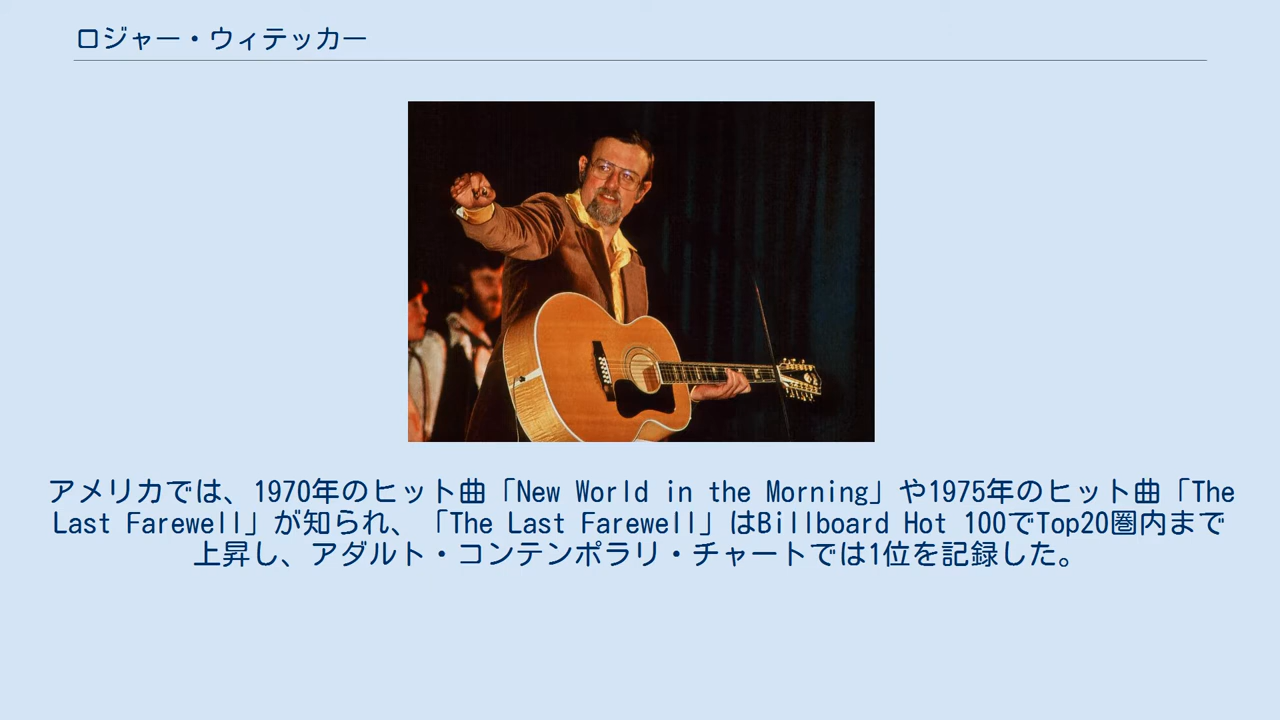 ロジャー・ウィテッカー
アメリカでは、1970年のヒット曲「New World in the Morning」や1975年のヒット曲「The
Last Farewell」が知られ、「The Last Farewell」はBillboard Hot 100でTop20圏内まで
上昇し、アダルト・コンテンポラリ・チャートでは1位を記録した。